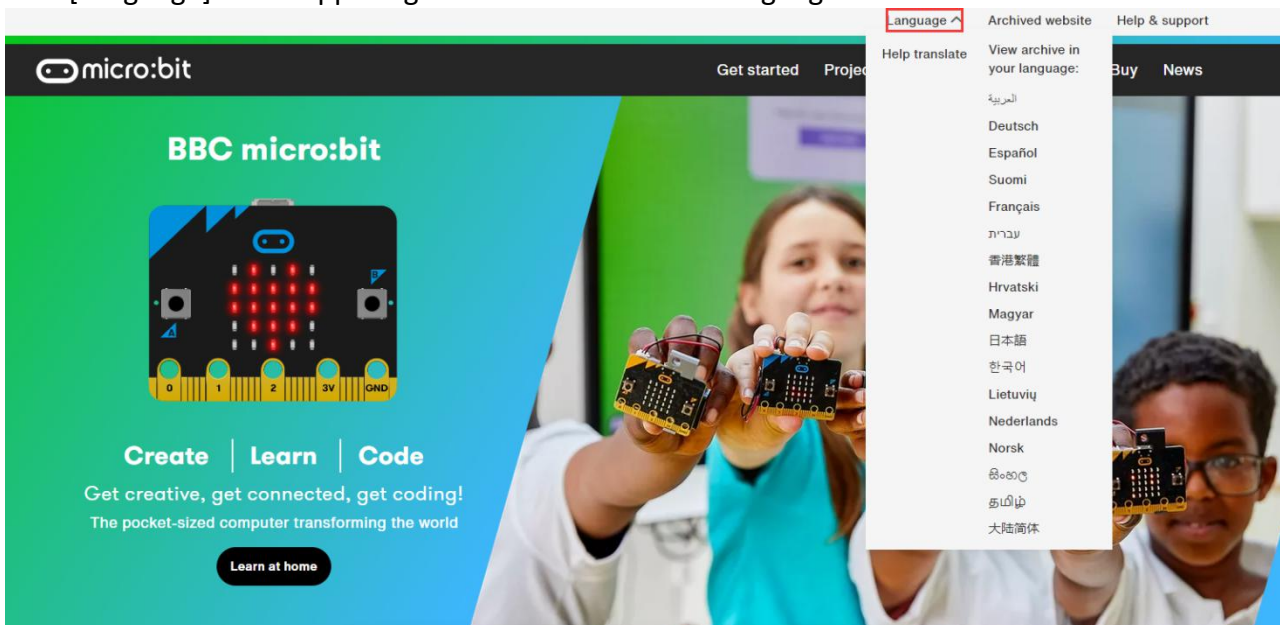 Language Archived website Help & support
micro:bit
Get started
Buy News
Help translate
View archive in
your language:
العربية
Deutsch
Español
Suomi
Français
עברית
香港繁體
Hrvatski
Magyar
日本語
한국어
Lietuvių
Nederlands
Norsk
සිංහල
தமிழ்
大陆简体
BBC micro:bit
A
B
0 1 2 3V GND
Create Learn Code
Get creative, get connected, get coding!
The pocket-sized computer transforming the world
Learn at home